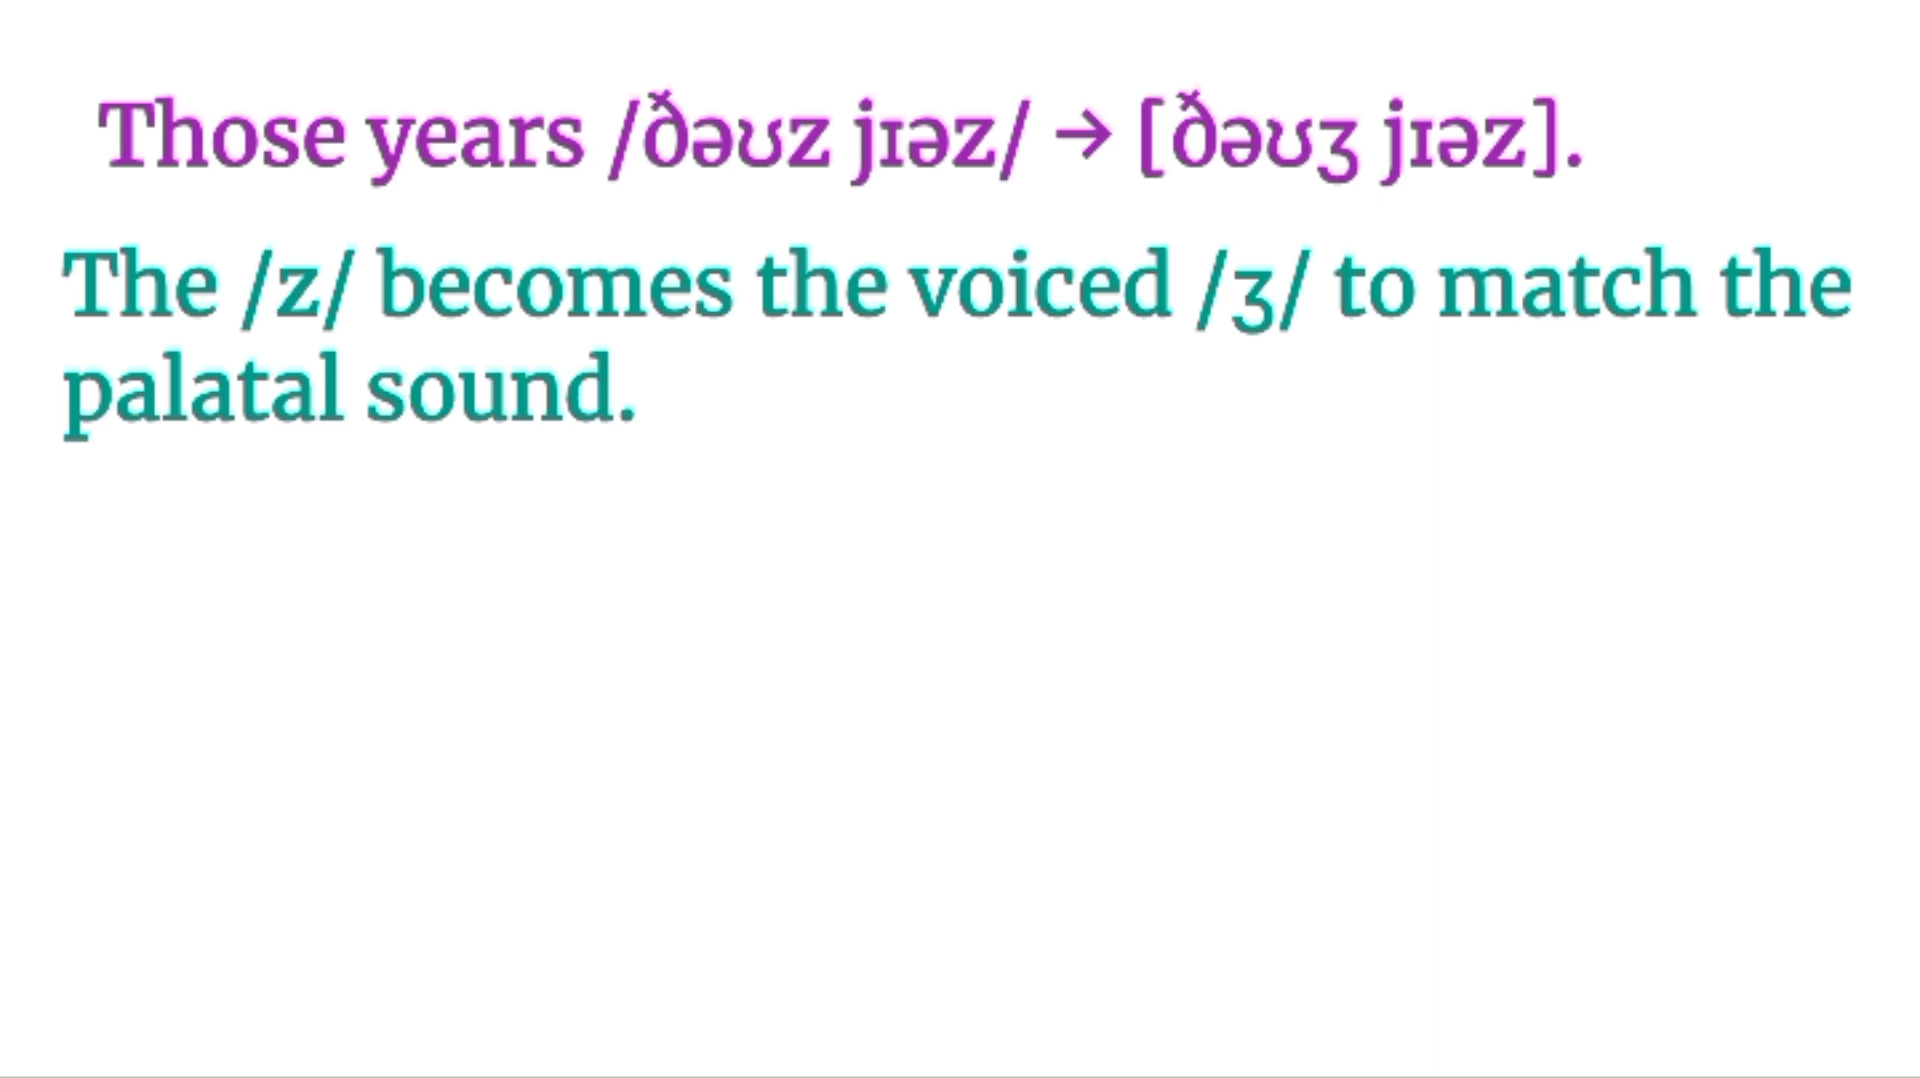 Those years /ðəʊz jɪəz/ → [ðəʊʒ jɪəz].
The /z/ becomes the voiced /ʒ/ to match the
palatal sound.